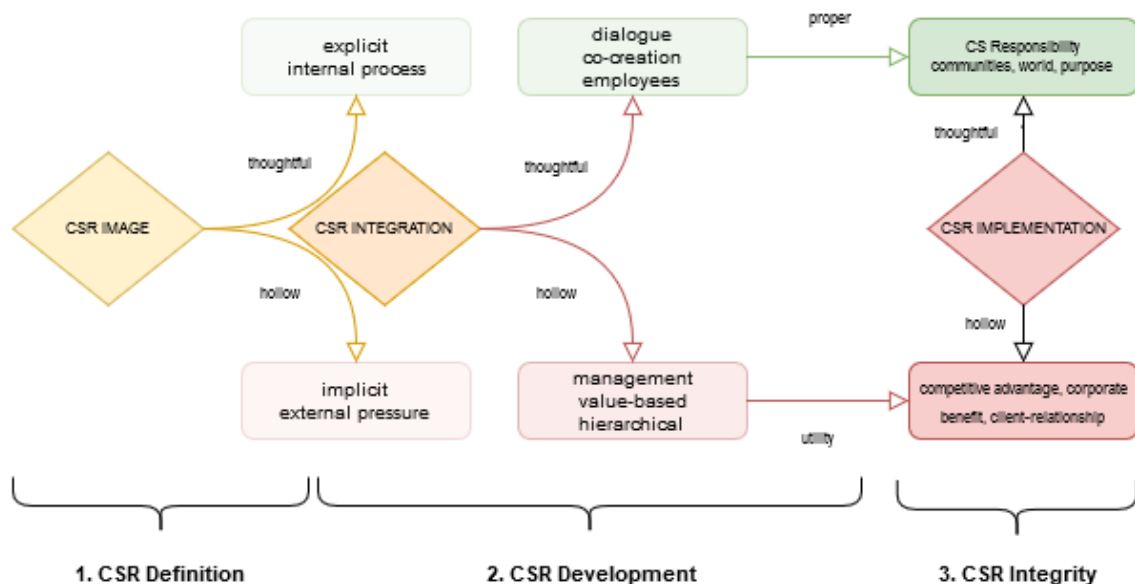 explicit
internal process
dialogue
co-creation
employees
proper
CS Responsibility
communities, world, purpose
thoughtful
thoughtful
thoughtful
CSR IMAGE
CSR INTEGRATION
CSR IMPLEMENTATION
hollow
hollow
hollow
implicit
external pressure
management
value-based
hierarchical
utility
competitive advantage, corporate
benefit, client-relationship
1. CSR Definition
2. CSR Development
3. CSR Integrity